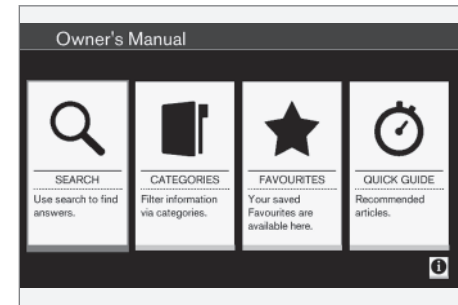 Owner's Manual
SEARCH
Use search to find
answers.
CATEGORIES
Filter information
via categories.
FAVOURITES
Your saved
Favourites are
available here.
QUICK GUIDE
Recommended
articles.